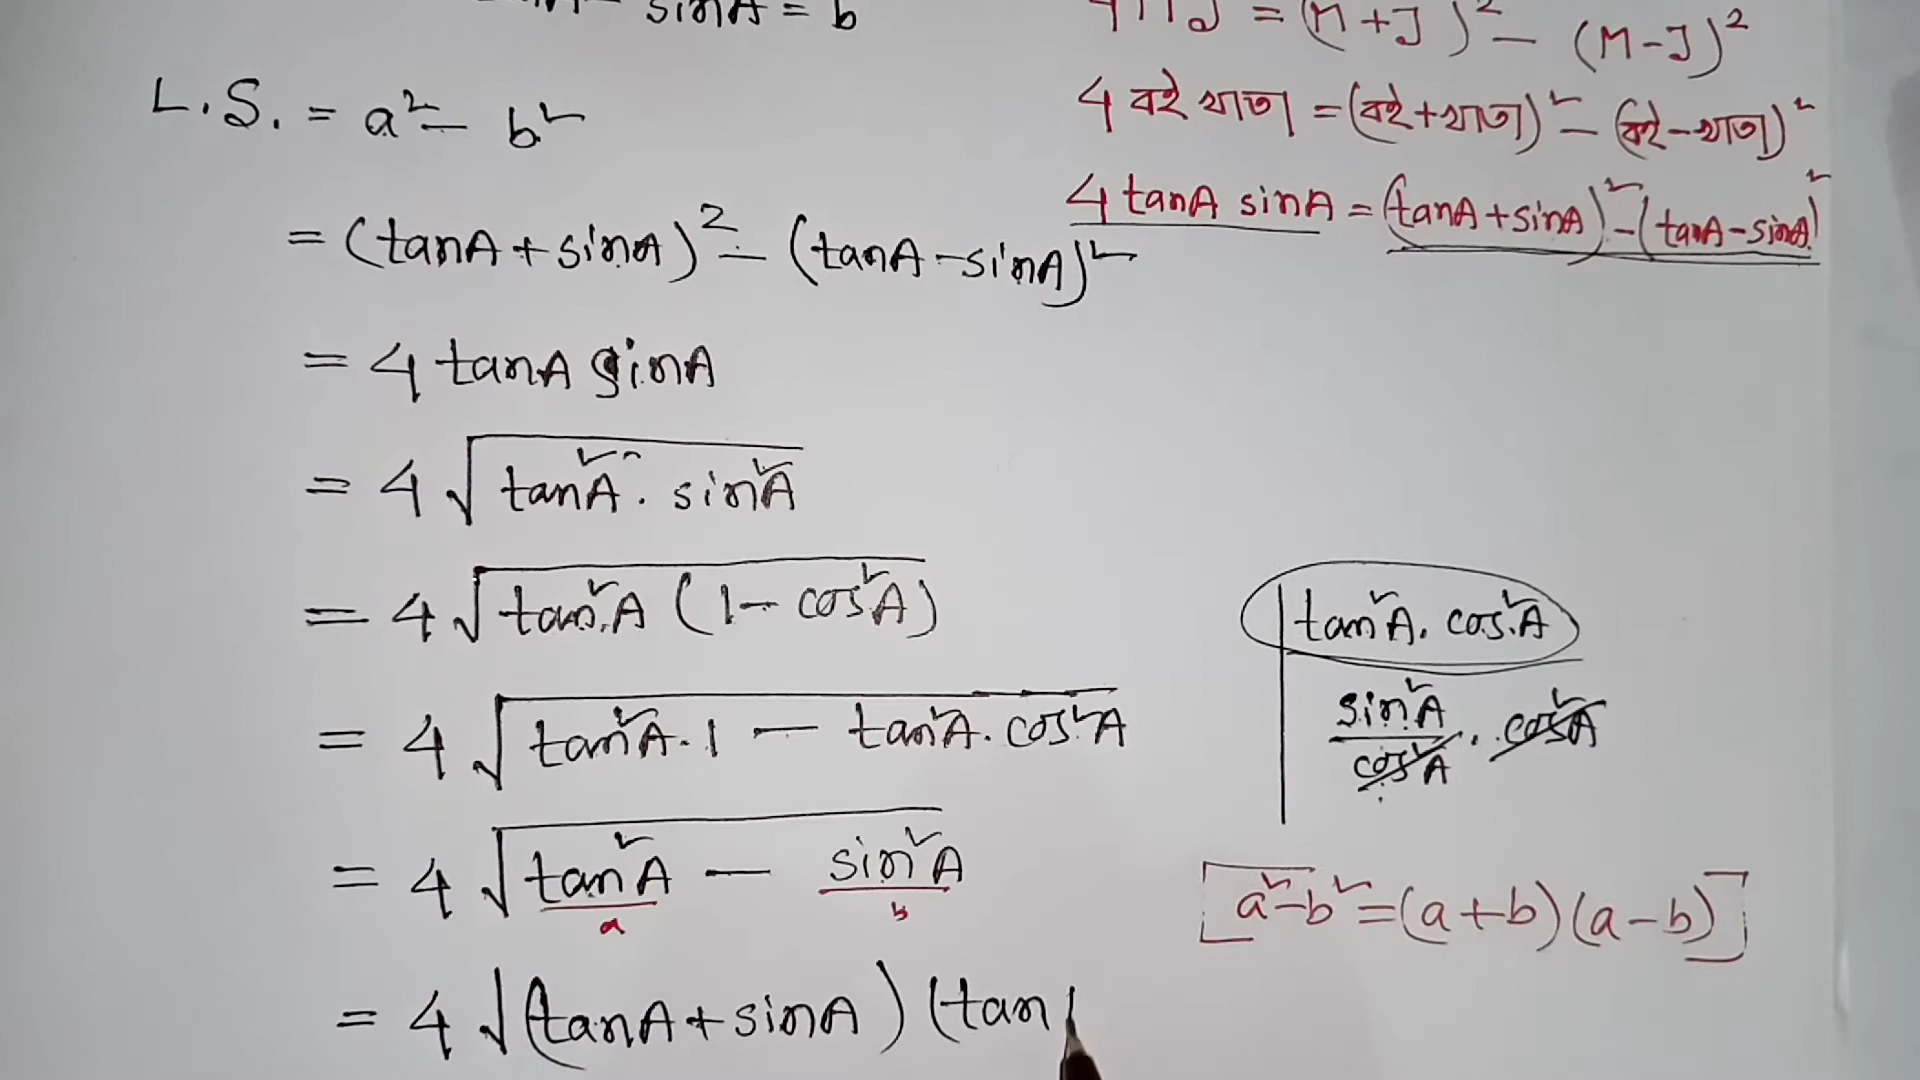 sinA = b
L.S. = a² - b²
= (tanA + sinA)² - (tanA - sinA)²
= 4 tanA sinA
= 4√(tan²A . sin²A)
= 4√(tan²A (1 - cos²A))
= 4√(tan²A . 1 - tan²A . cos²A)
= 4√(tan²A - sin²A)
a b
= 4√(tanA + sinA) (tan
= (M + J)² - (M - J)²
4 বই খাতা = (বই + খাতা)² - (বই - খাতা)²
4 tanA sinA = (tanA + sinA)² - (tanA - sinA)²
tan²A . cos²A
sin²A/cos²A . cos²A
[a² - b² = (a + b) (a - b)]